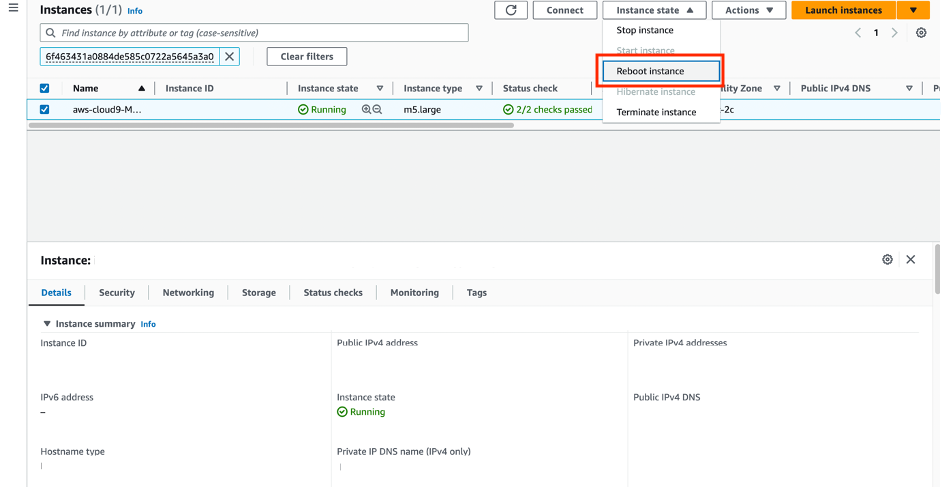 Instances (1/1) Info
Connect
Instance state
Actions
Launch instances
Find instance by attribute or tag (case-sensitive)
1
Stop instance
Start instance
6f463431a0884de585c0722a5645a3a0
Clear filters
Reboot instance
Hibernate instance
Terminate instance
Name Instance ID Instance state Instance type Status check ility Zone Public IPv4 DNS P
aws-cloud9-M... Running m5.large 2/2 checks passed -2c
Instance:
Details Security Networking Storage Status checks Monitoring Tags
Instance summary Info
Instance ID Public IPv4 address Private IPv4 addresses
IPv6 address Instance state Public IPv4 DNS
– Running
Hostname type Private IP DNS name (IPv4 only)